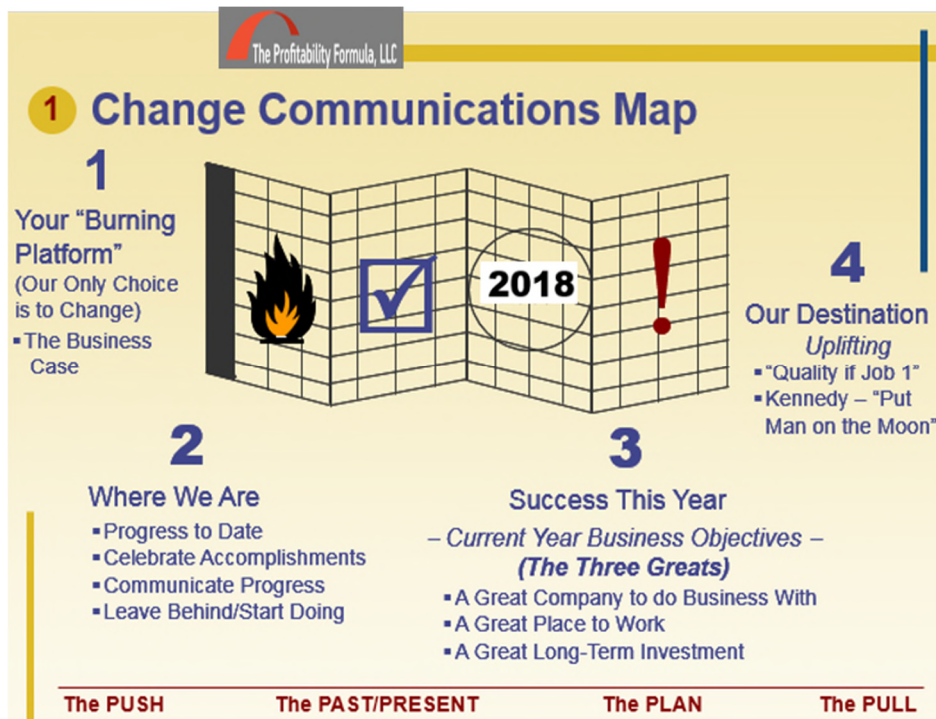 The Profitability Formula, LLC
1 Change Communications Map
1
Your “Burning
Platform”
(Our Only Choice
is to Change)
▪The Business
Case
2018
!
4
Our Destination
Uplifting
▪“Quality if Job 1”
▪Kennedy – “Put
Man on the Moon”
2
Where We Are
▪Progress to Date
▪Celebrate Accomplishments
▪Communicate Progress
▪Leave Behind/Start Doing
3
Success This Year
– Current Year Business Objectives –
(The Three Greats)
▪A Great Company to do Business With
▪A Great Place to Work
▪A Great Long-Term Investment
The PUSH The PAST/PRESENT The PLAN The PULL